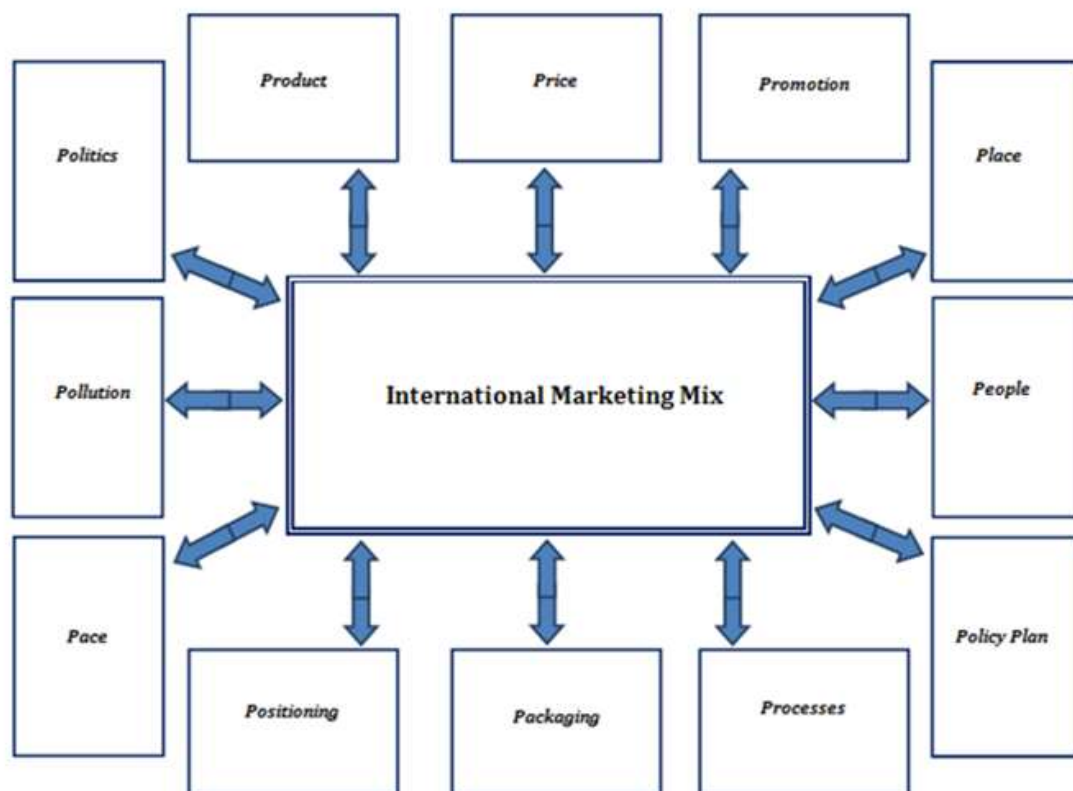 Product
Price
Promotion
Politics
Place
Pollution
International Marketing Mix
People
Pace
Policy Plan
Positioning
Packaging
Processes